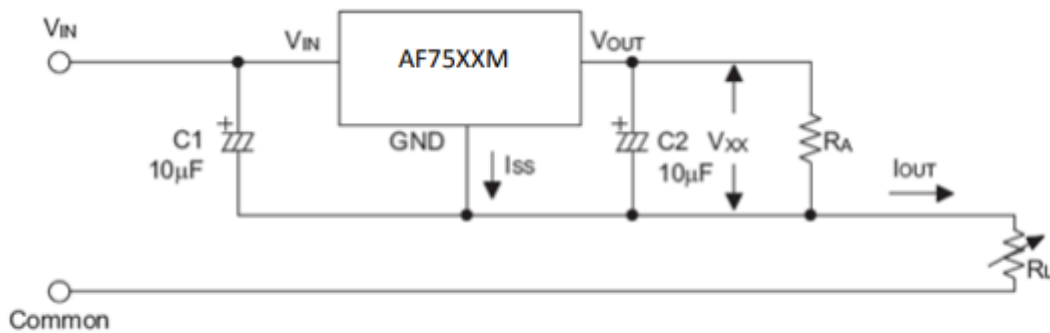 VIN
VIN
AF75XXM
VOUT
C1
10μF
GND
ISS
C2
10μF
VXX
RA
IOUT
RL
Common